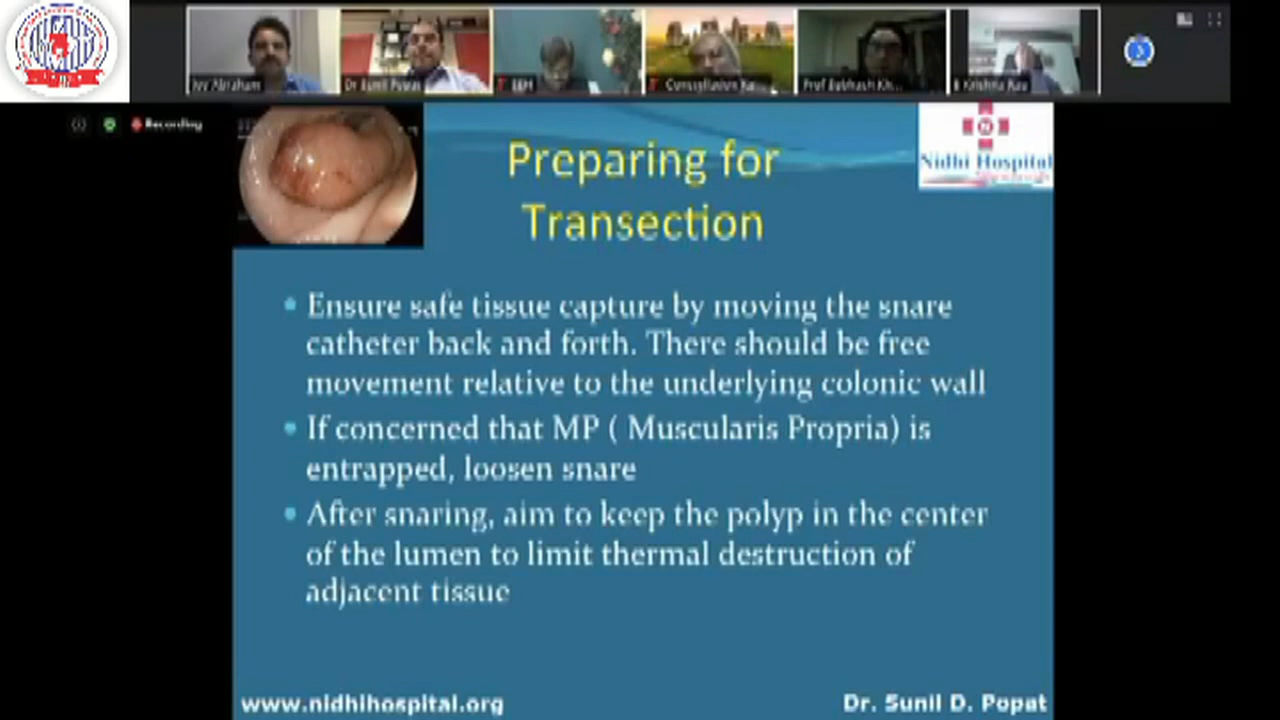 Dr Sunil Popat
Recording
Preparing for
Transection
Nidhi Hospital
• Ensure safe tissue capture by moving the snare
catheter back and forth. There should be free
movement relative to the underlying colonic wall
• If concerned that MP ( Muscularis Propria) is
entrapped, loosen snare
• After snaring, aim to keep the polyp in the center
of the lumen to limit thermal destruction of
adjacent tissue
www.nidhihospital.org
Dr. Sunil D. Popat